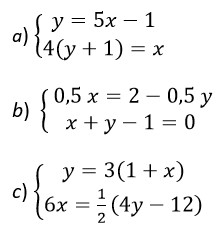 a) { y = 5x − 1
4(y + 1) = x
b) { 0,5 x = 2 − 0,5 y
x + y − 1 = 0
c) { y = 3(1 + x)
6x = 1/2 (4y − 12)